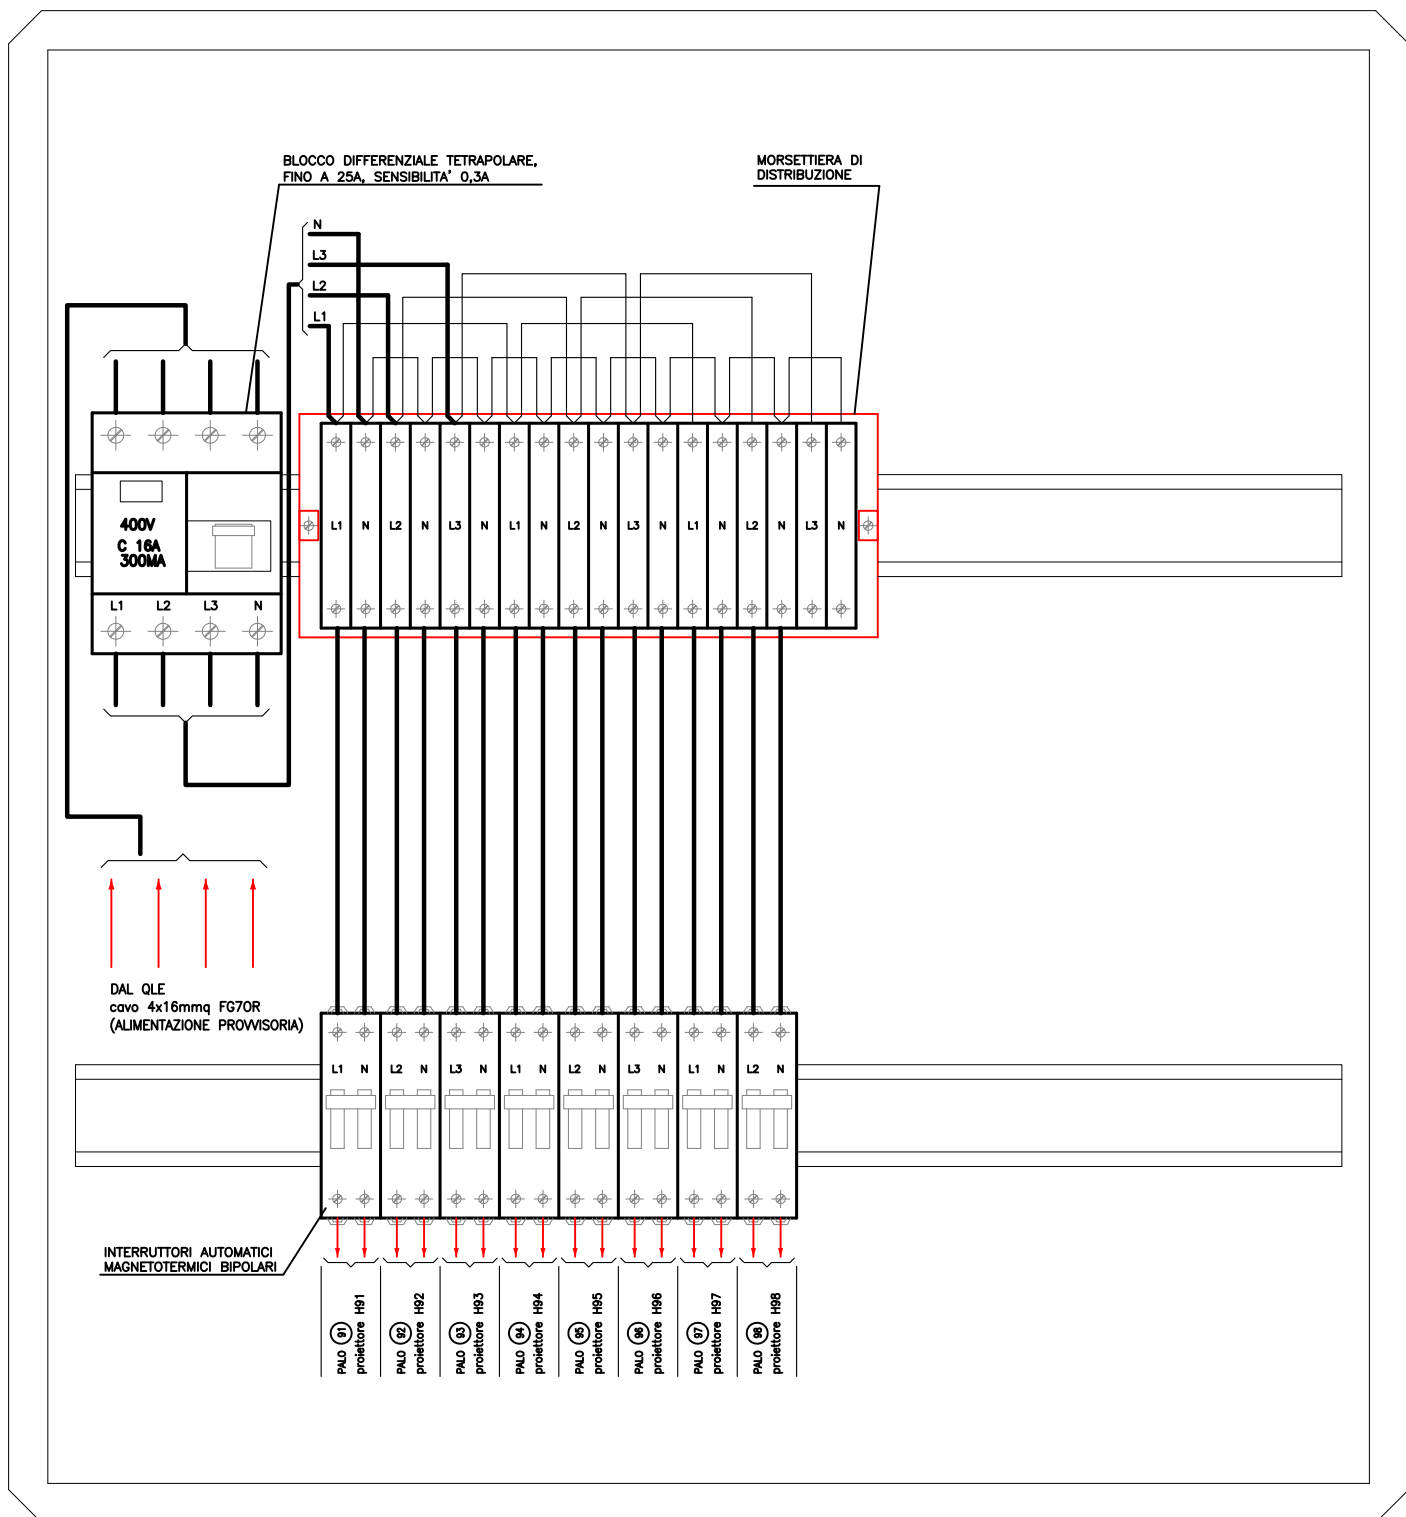 BLOCCO DIFFERENZIALE TETRAPOLARE,
FINO A 25A, SENSIBILITA' 0,3A
MORSETTIERA DI
DISTRIBUZIONE
N
L3
L2
L1
400V
C 16A
300MA
L1 L2 L3 N
L1 N L2 N L3 N L1 N L2 N L3 N L1 N L2 N L3 N
DAL QLE
cavo 4x16mmq FG7OR
(ALIMENTAZIONE PROVVISORIA)
L1 N L2 N L3 N L1 N L2 N L3 N L1 N L2 N
INTERRUTTORI AUTOMATICI
MAGNETOTERMICI BIPOLARI
PALO 91
proiettore H91
PALO 92
proiettore H92
PALO 93
proiettore H93
PALO 94
proiettore H94
PALO 95
proiettore H95
PALO 96
proiettore H96
PALO 97
proiettore H97
PALO 98
proiettore H98